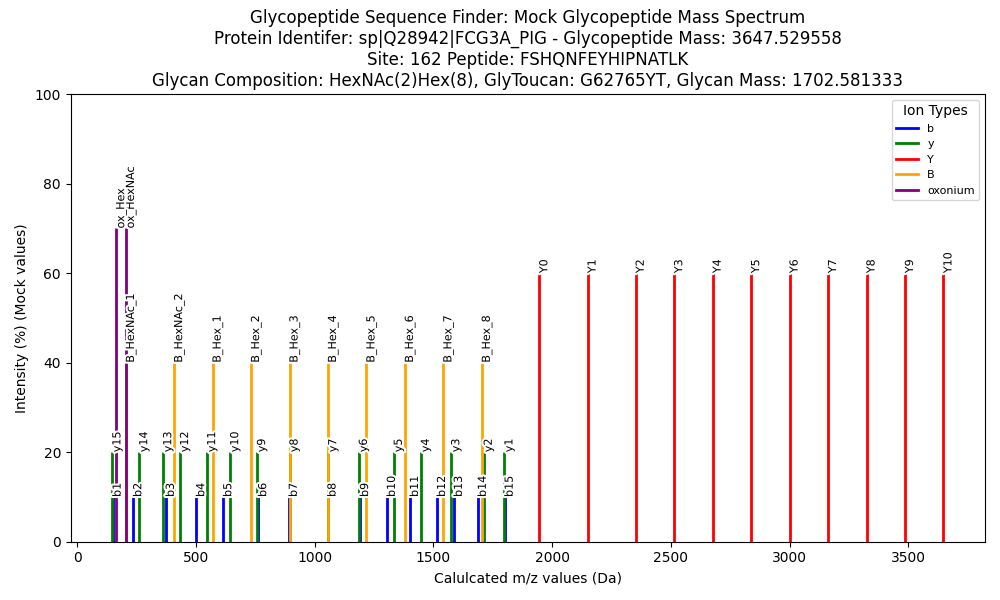 Glycopeptide Sequence Finder: Mock Glycopeptide Mass Spectrum
Protein Identifer: sp|Q28942|FCG3A_PIG - Glycopeptide Mass: 3647.529558
Site: 162 Peptide: FSHQNFEYHIPNATLK
Glycan Composition: HexNAc(2)Hex(8), GlyToucan: G62765YT, Glycan Mass: 1702.581333
Intensity (%) (Mock values)
100
80
60
40
20
0
Ion Types
b
y
Y
B
oxonium
ox_Hex
ox_HexNAc
Y0
Y1
Y2
Y3
Y4
Y5
Y6
Y7
Y8
Y9
Y10
B_HexNAc_1
B_HexNAc_2
B_Hex_1
B_Hex_2
B_Hex_3
B_Hex_4
B_Hex_5
B_Hex_6
B_Hex_7
B_Hex_8
y15
y14
y13
y12
y11
y10
y9
y8
y7
y6
y5
y4
y3
y2
y1
b1
b2
b3
b4
b5
b6
b7
b8
b9
b10
b11
b12
b13
b14
b15
0
500
1000
1500
2000
2500
3000
3500
Calulcated m/z values (Da)